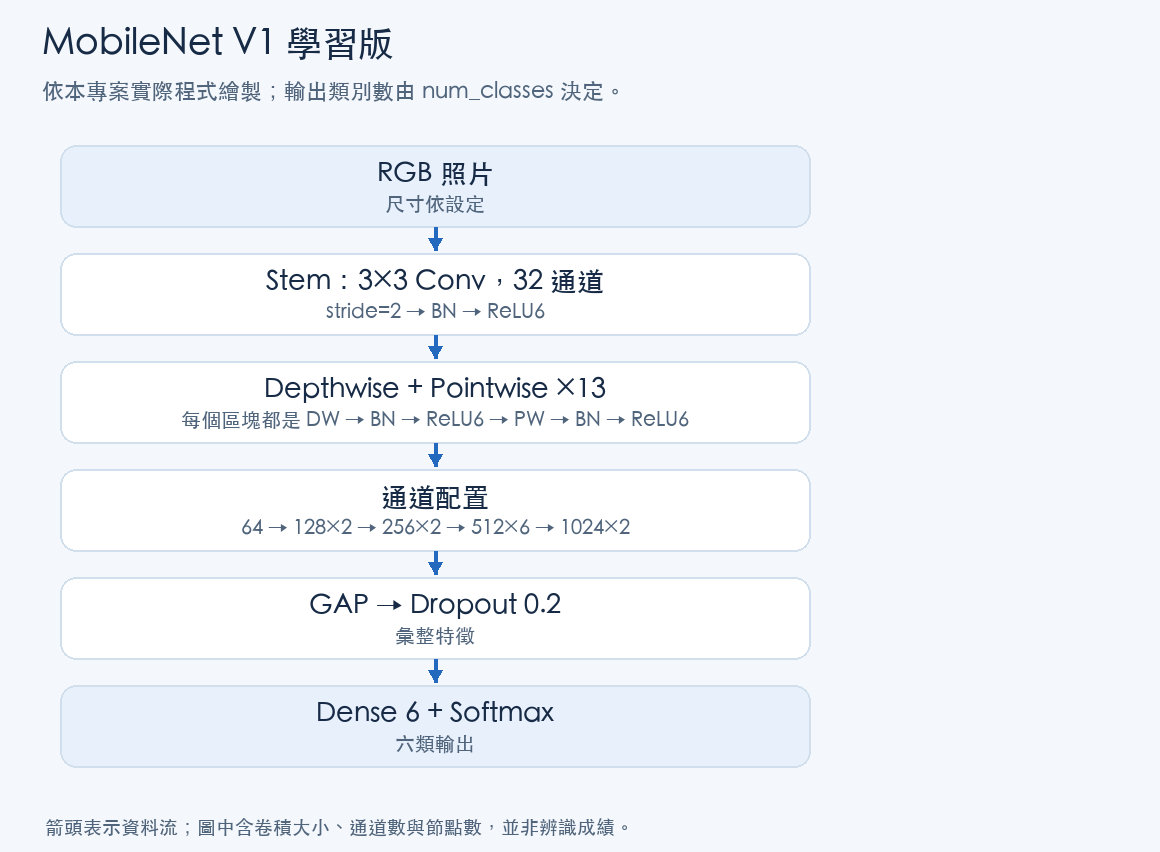 MobileNet V1 學習版
依本專案實際程式繪製；輸出類別數由 num_classes 決定。
RGB 照片
尺寸依設定
Stem：3×3 Conv，32 通道
stride=2 → BN → ReLU6
Depthwise + Pointwise ×13
每個區塊都是 DW → BN → ReLU6 → PW → BN → ReLU6
通道配置
64 → 128×2 → 256×2 → 512×6 → 1024×2
GAP → Dropout 0.2
彙整特徵
Dense 6 + Softmax
六類輸出
箭頭表示資料流；圖中含卷積大小、通道數與節點數，並非辨識成績。